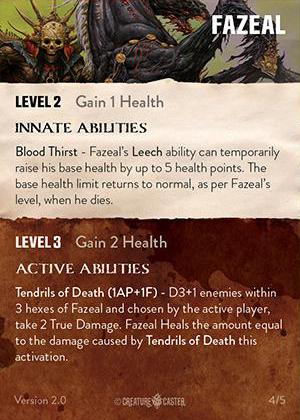 FAZEAL
LEVEL 2 Gain 1 Health
INNATE ABILITIES
Blood Thirst - Fazeal's Leech ability can temporarily
raise his base health by up to 5 health points. The
base health limit returns to normal, as per Fazeal's
level, when he dies.
LEVEL 3 Gain 2 Health
ACTIVE ABILITIES
Tendrils of Death (1AP+1F) - D3+1 enemies within
3 hexes of Fazeal and chosen by the active player,
take 2 True Damage. Fazeal Heals the amount equal
to the damage caused by Tendrils of Death this
activation.
Version 2.0 © CREATURE CASTER 4/5